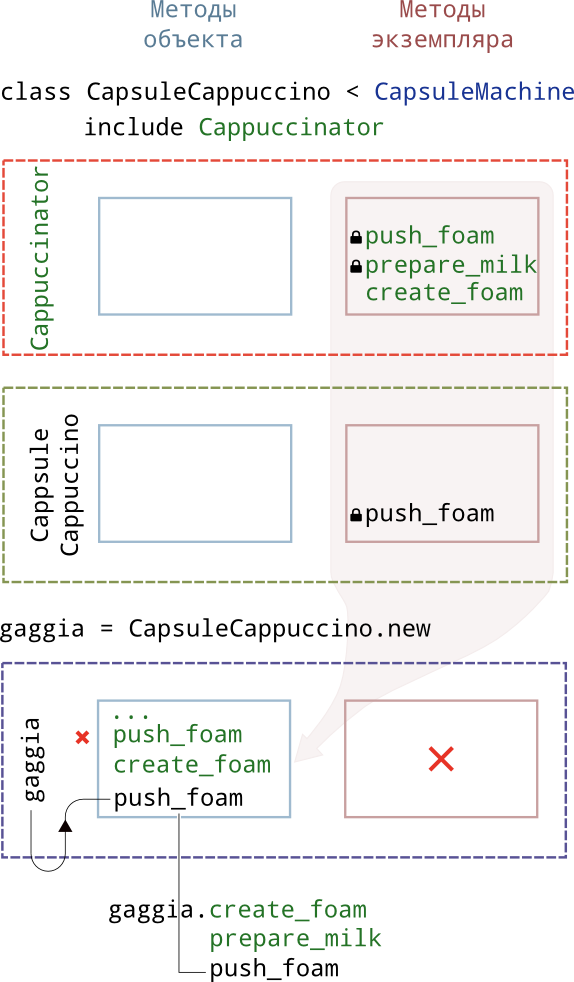 Методы
объекта
Методы
экземпляра
class CapsuleCappuccino < CapsuleMachine
include Cappuccinator
Cappuccinator
push_foam
prepare_milk
create_foam
Cappsule
Cappuccino
push_foam
gaggia = CapsuleCappuccino.new
gaggia
...
push_foam
create_foam
push_foam
gaggia.create_foam
prepare_milk
push_foam